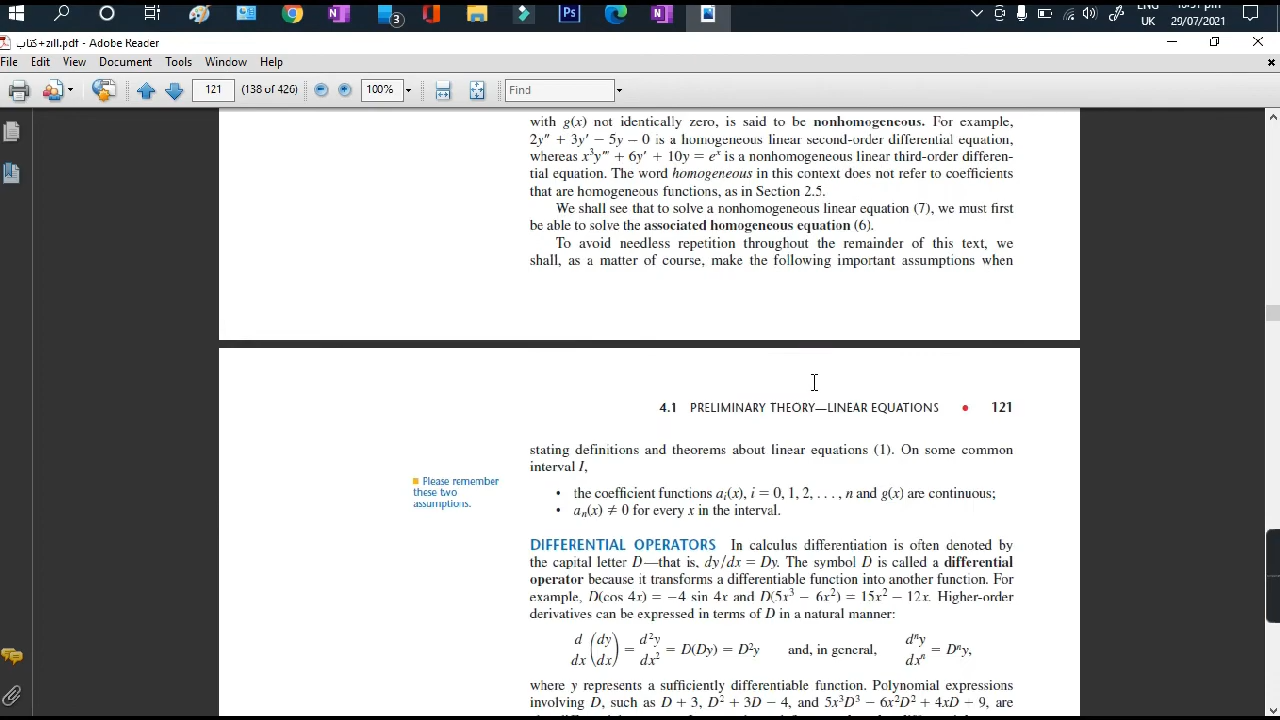 ENG
UK
29/07/2021
3
N
N
Ps
کتاب+zill.pdf - Adobe Reader
File Edit View Document Tools Window Help
121 (138 of 426) 100% Find
with g(x) not identically zero, is said to be nonhomogeneous. For example,
2y″ + 3y′ − 5y − 0 is a homogeneous linear second-order differential equation,
whereas x³y‴ + 6y′ + 10y = eˣ is a nonhomogeneous linear third-order differen-
tial equation. The word homogeneous in this context does not refer to coefficients
that are homogeneous functions, as in Section 2.5.
We shall see that to solve a nonhomogeneous linear equation (7), we must first
be able to solve the associated homogeneous equation (6).
To avoid needless repetition throughout the remainder of this text, we
shall, as a matter of course, make the following important assumptions when
4.1 PRELIMINARY THEORY—LINEAR EQUATIONS ● 121
stating definitions and theorems about linear equations (1). On some common
interval I,
■ Please remember
these two
assumptions.
• the coefficient functions aᵢ(x), i = 0, 1, 2, . . . , n and g(x) are continuous;
• aₙ(x) ≠ 0 for every x in the interval.
DIFFERENTIAL OPERATORS In calculus differentiation is often denoted by
the capital letter D—that is, dy/dx = Dy. The symbol D is called a differential
operator because it transforms a differentiable function into another function. For
example, D(cos 4x) = −4 sin 4x and D(5x³ − 6x²) = 15x² − 12x. Higher-order
derivatives can be expressed in terms of D in a natural manner:
d/dx (dy/dx) = d²y/dx² = D(Dy) = D²y and, in general, dⁿy/dxⁿ = Dⁿy,
where y represents a sufficiently differentiable function. Polynomial expressions
involving D, such as D + 3, D² + 3D − 4, and 5x³D³ − 6x²D² + 4xD + 9, are